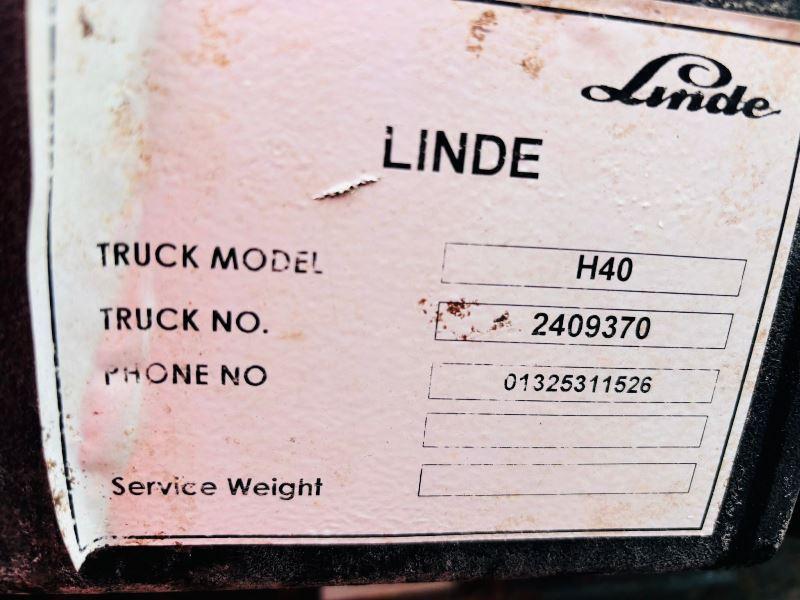 Linde
LINDE
TRUCK MODEL H40
TRUCK NO. 2409370
PHONE NO 01325311526
Service Weight